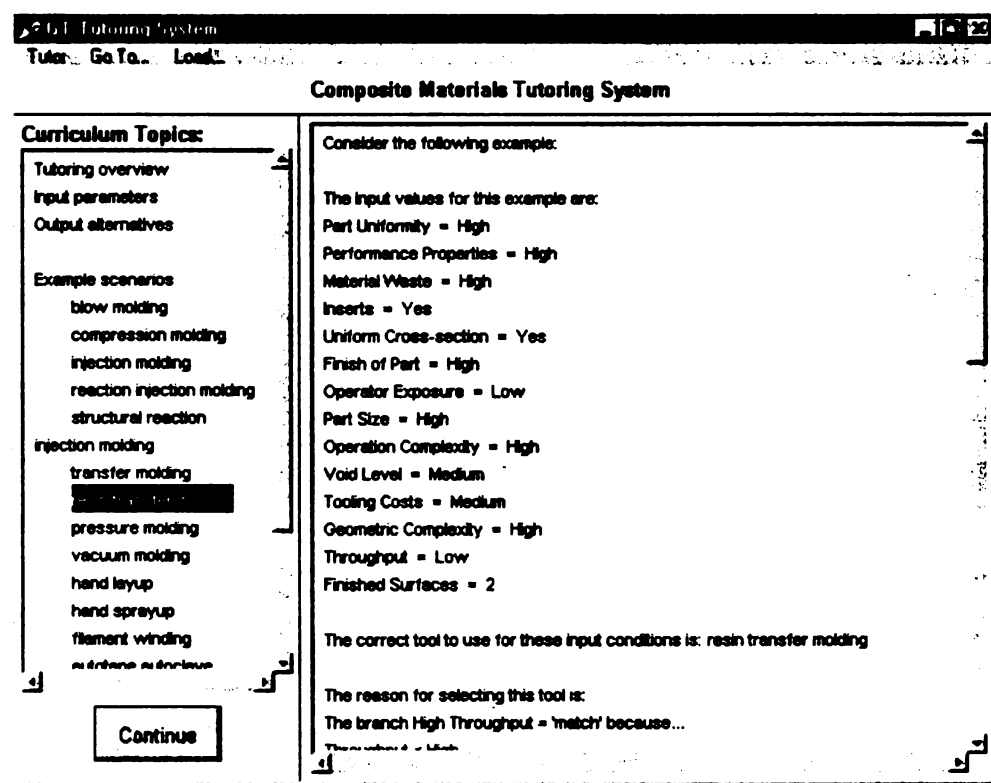 Tutoring System
Tutor... Go To... Load...
Composite Materials Tutoring System
Curriculum Topics:
Tutoring overview
Input parameters
Output alternatives
Example scenarios
blow molding
compression molding
injection molding
reaction injection molding
structural reaction
injection molding
transfer molding
pressure molding
vacuum molding
hand layup
hand sprayup
filament winding
autotape autoclave
Continue
Consider the following example:
The input values for this example are:
Part Uniformity = High
Performance Properties = High
Material Waste = High
Inserts = Yes
Uniform Cross-section = Yes
Finish of Part = High
Operator Exposure = Low
Part Size = High
Operation Complexity = High
Void Level = Medium
Tooling Costs = Medium
Geometric Complexity = High
Throughput = Low
Finished Surfaces = 2
The correct tool to use for these input conditions is: resin transfer molding
The reason for selecting this tool is:
The branch High Throughput = 'match' because...
Throughput < High